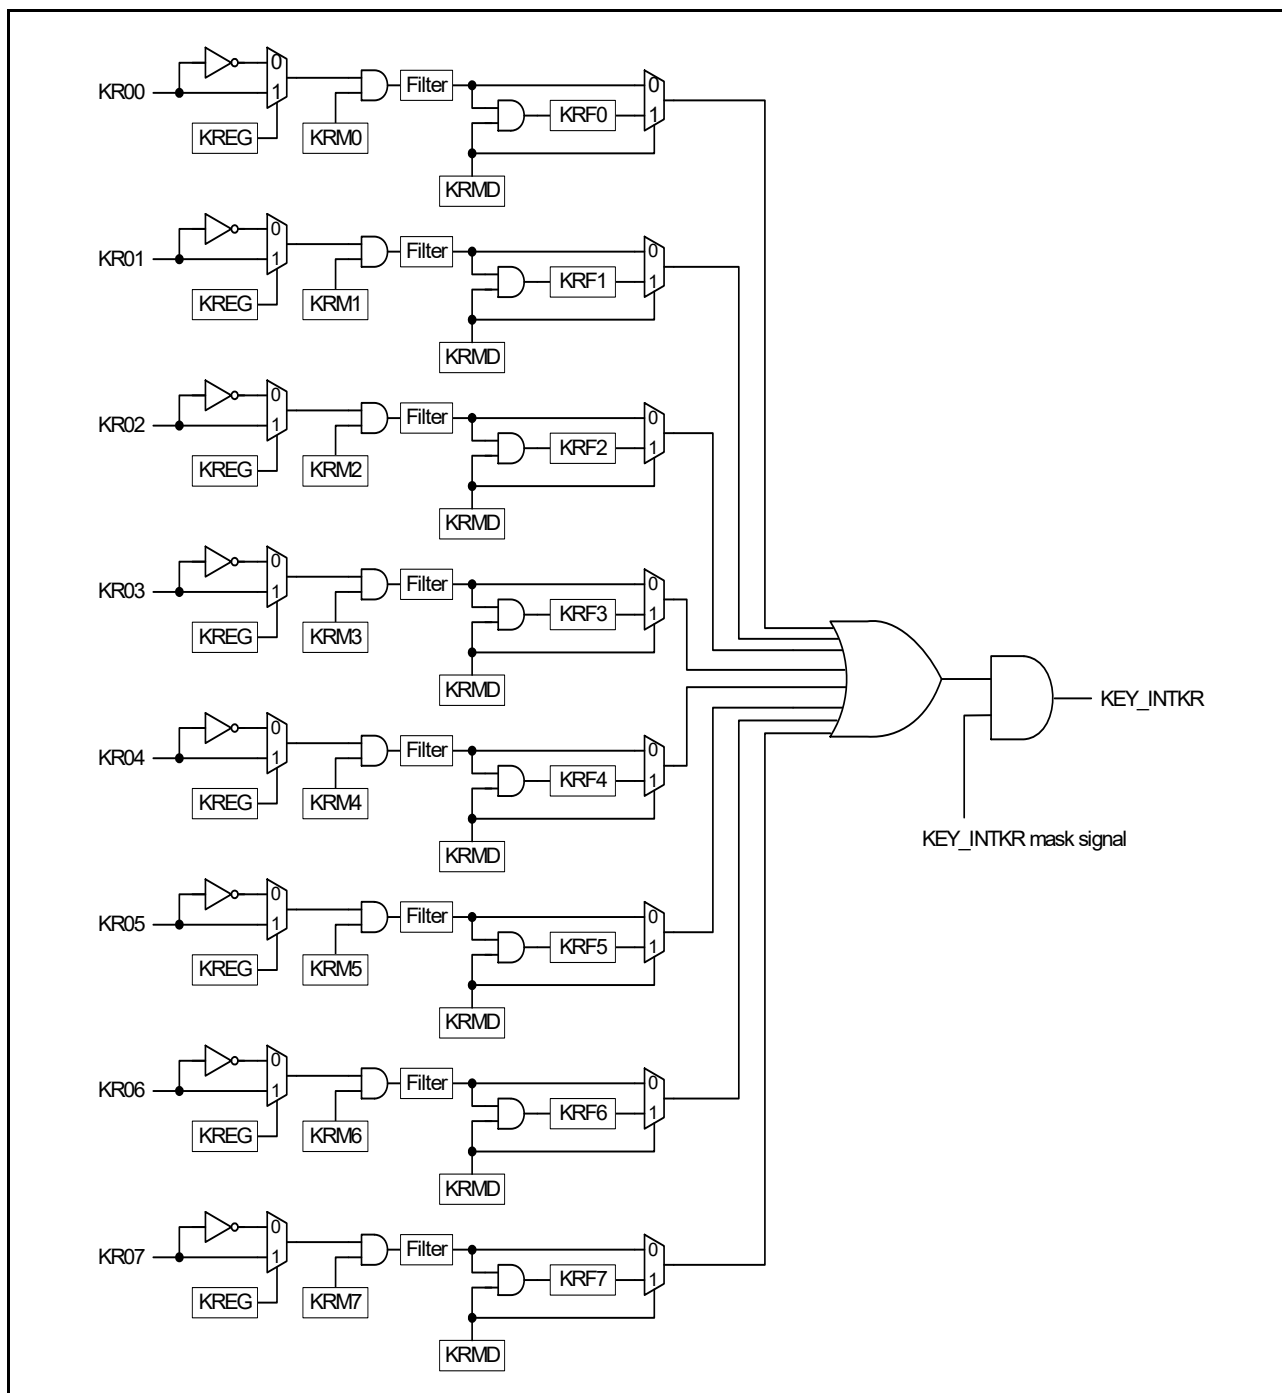 0
KR00
1
Filter
0
KREG
KRM0
KRF0
1
KRMD
0
KR01
1
Filter
0
KREG
KRM1
KRF1
1
KRMD
0
KR02
1
Filter
0
KREG
KRM2
KRF2
1
KRMD
0
KR03
1
Filter
0
KREG
KRM3
KRF3
1
KRMD
KEY_INTKR
0
KR04
1
Filter
0
KREG
KRM4
KRF4
1
KRMD
KEY_INTKR mask signal
0
KR05
1
Filter
0
KREG
KRM5
KRF5
1
KRMD
0
KR06
1
Filter
0
KREG
KRM6
KRF6
1
KRMD
0
KR07
1
Filter
0
KREG
KRM7
KRF7
1
KRMD